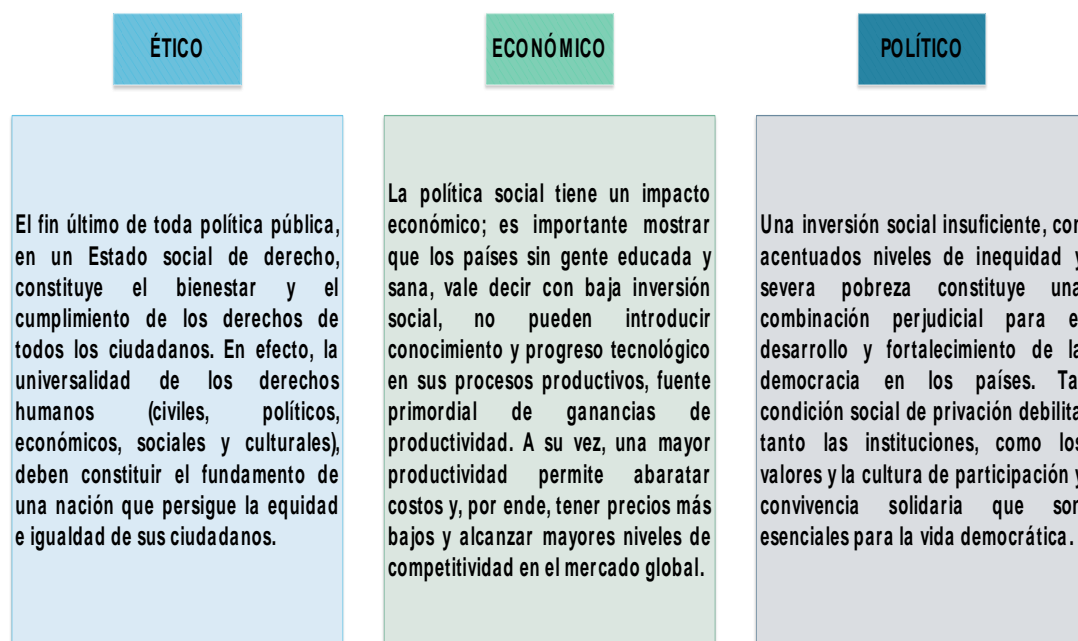 ÉTICO
El fin último de toda política pública,
en un Estado social de derecho,
constituye el bienestar y el
cumplimiento de los derechos de
todos los ciudadanos. En efecto, la
universalidad de los derechos
humanos (civiles, políticos,
económicos, sociales y culturales),
deben constituir el fundamento de
una nación que persigue la equidad
e igualdad de sus ciudadanos.
ECONÓMICO
La política social tiene un impacto
económico; es importante mostrar
que los países sin gente educada y
sana, vale decir con baja inversión
social, no pueden introducir
conocimiento y progreso tecnológico
en sus procesos productivos, fuente
primordial de ganancias de
productividad. A su vez, una mayor
productividad permite abaratar
costos y, por ende, tener precios más
bajos y alcanzar mayores niveles de
competitividad en el mercado global.
POLÍTICO
Una inversión social insuficiente, con
acentuados niveles de inequidad y
severa pobreza constituye una
combinación perjudicial para el
desarrollo y fortalecimiento de la
democracia en los países. Tal
condición social de privación debilita
tanto las instituciones, como los
valores y la cultura de participación y
convivencia solidaria que son
esenciales para la vida democrática.